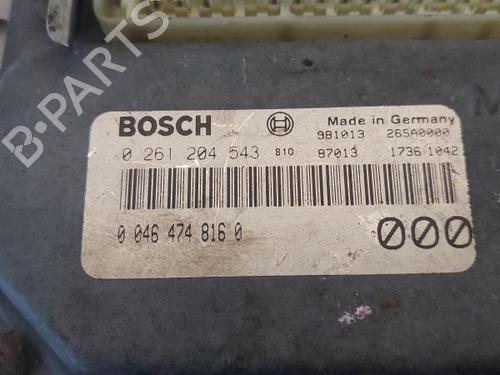 BOSCH
Made in Germany
981013 26SA0000
0 261 204 543 810 87013 1736 1042
0 046 474 816 0
000
B-PARTS